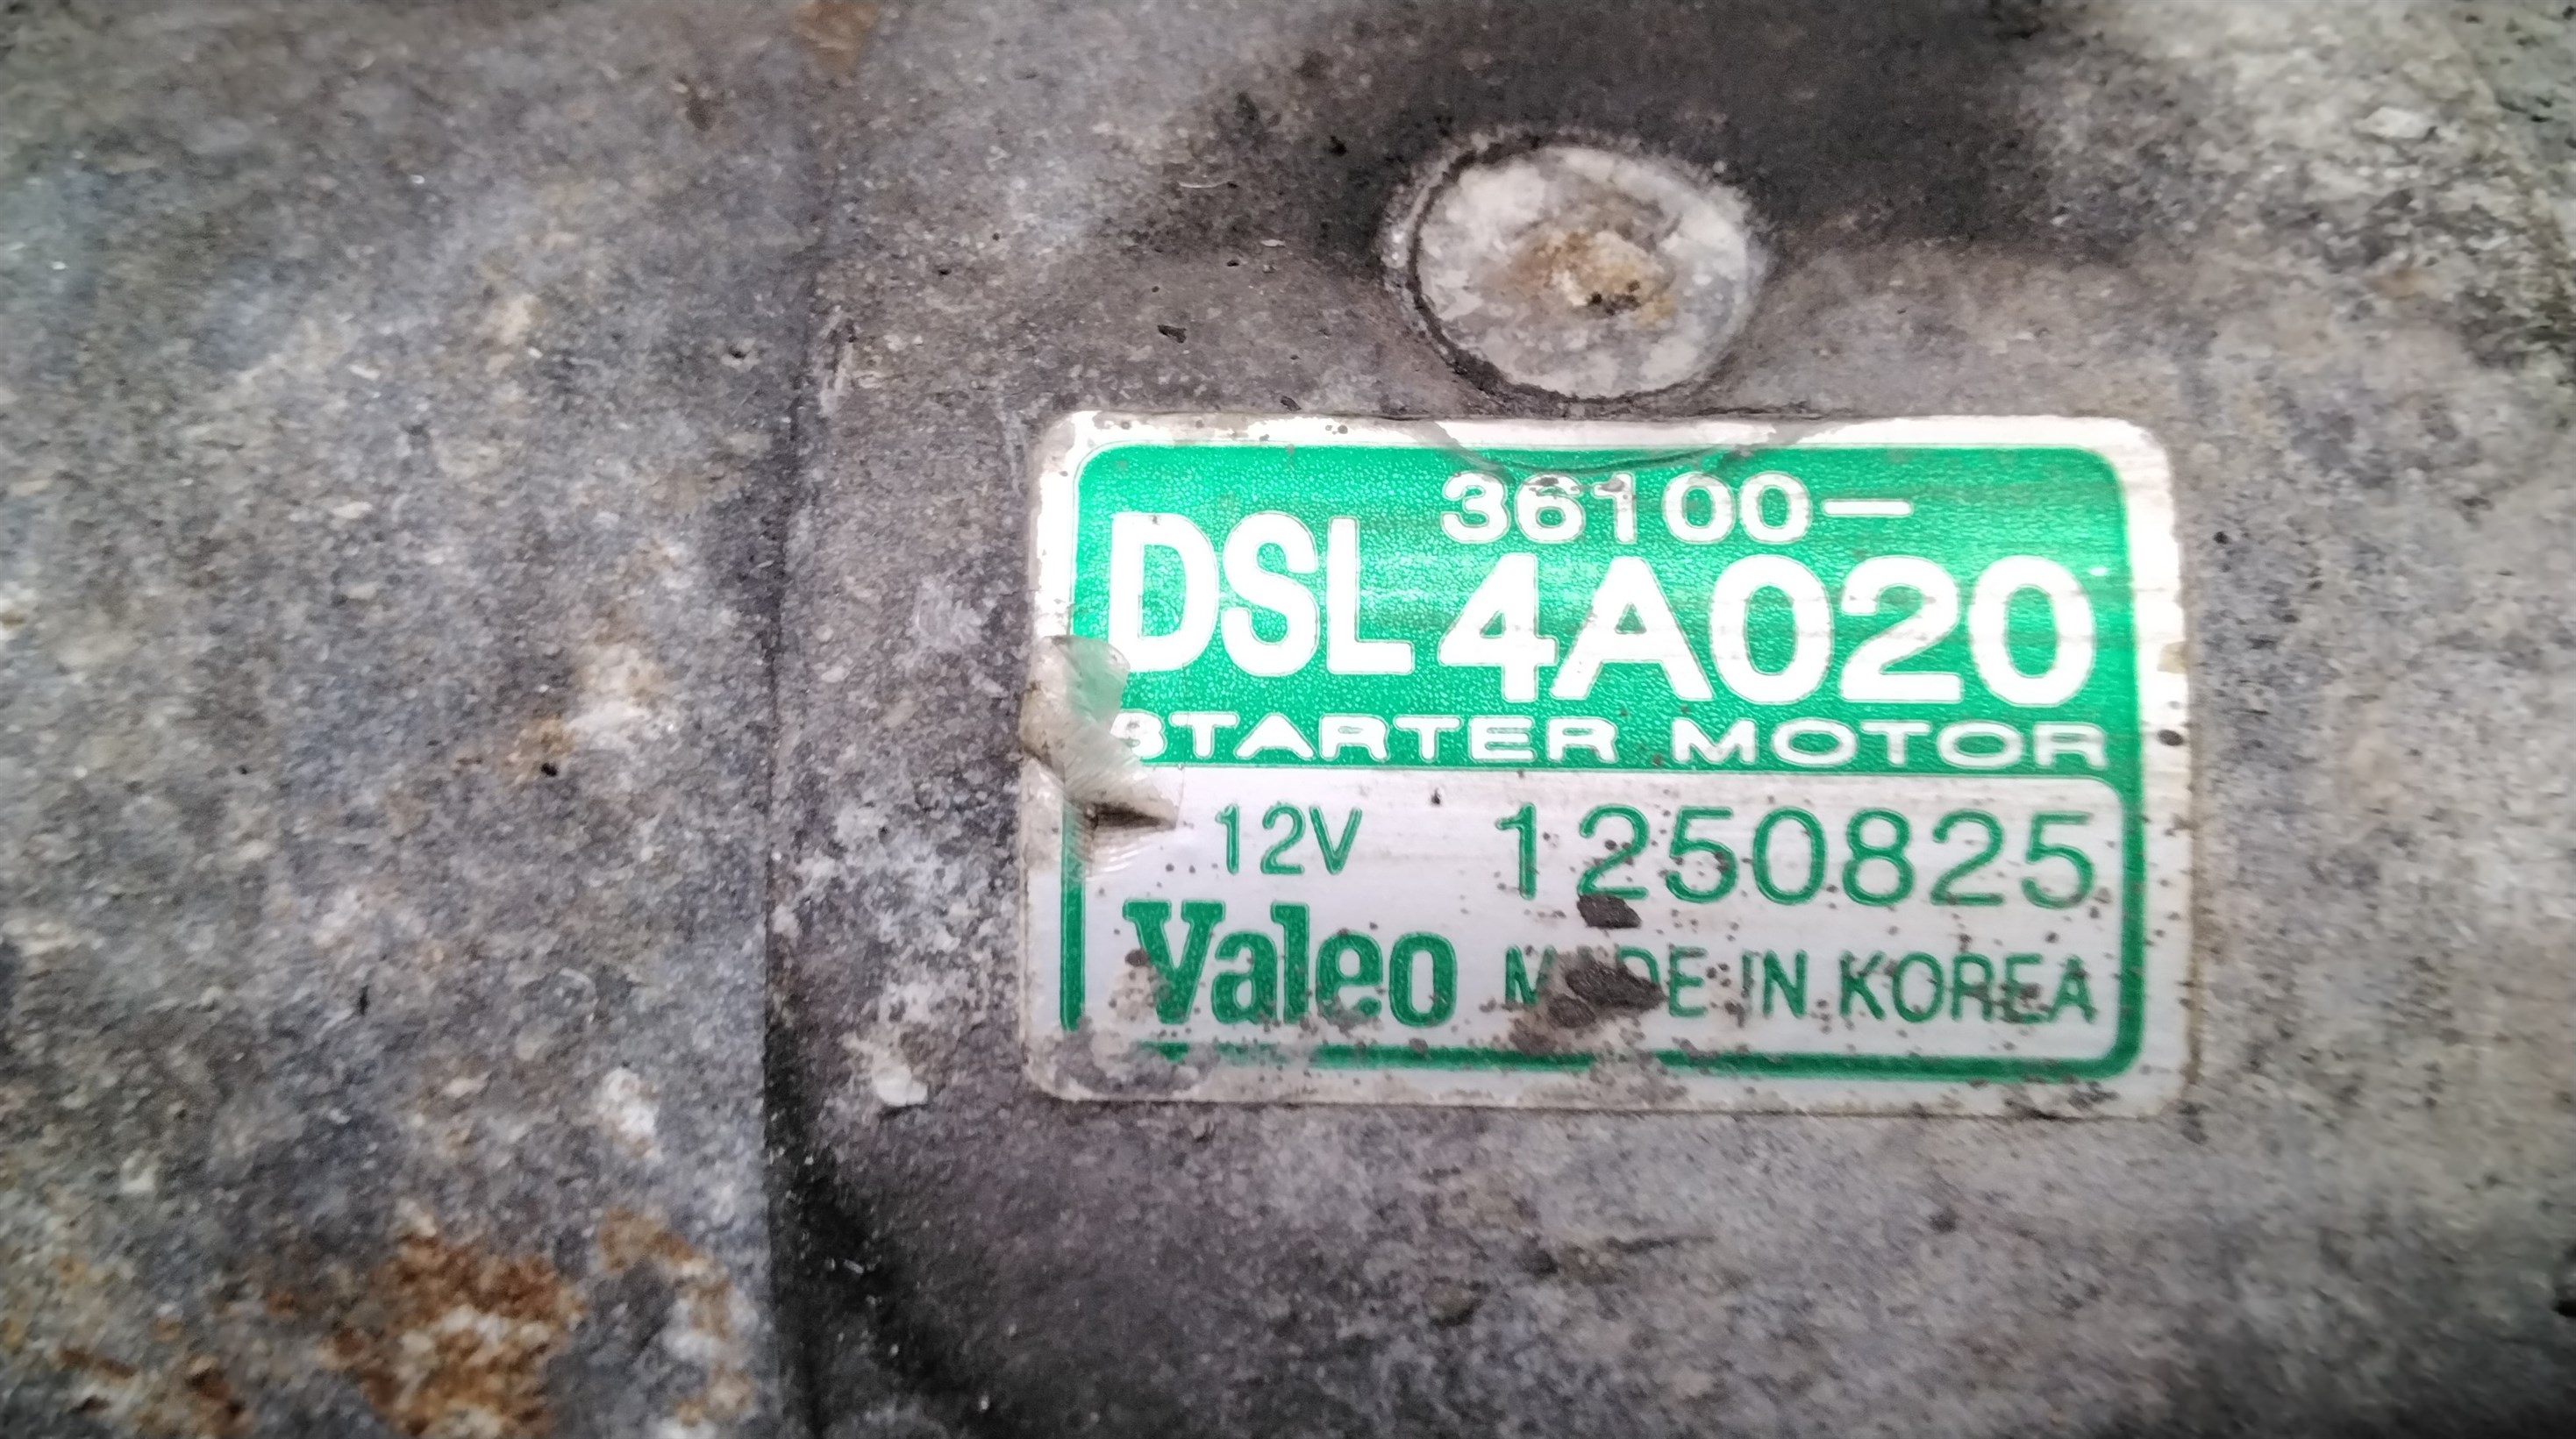 36100-
DSL 4A020
STARTER MOTOR
12V 1250825
Valeo MADE IN KOREA